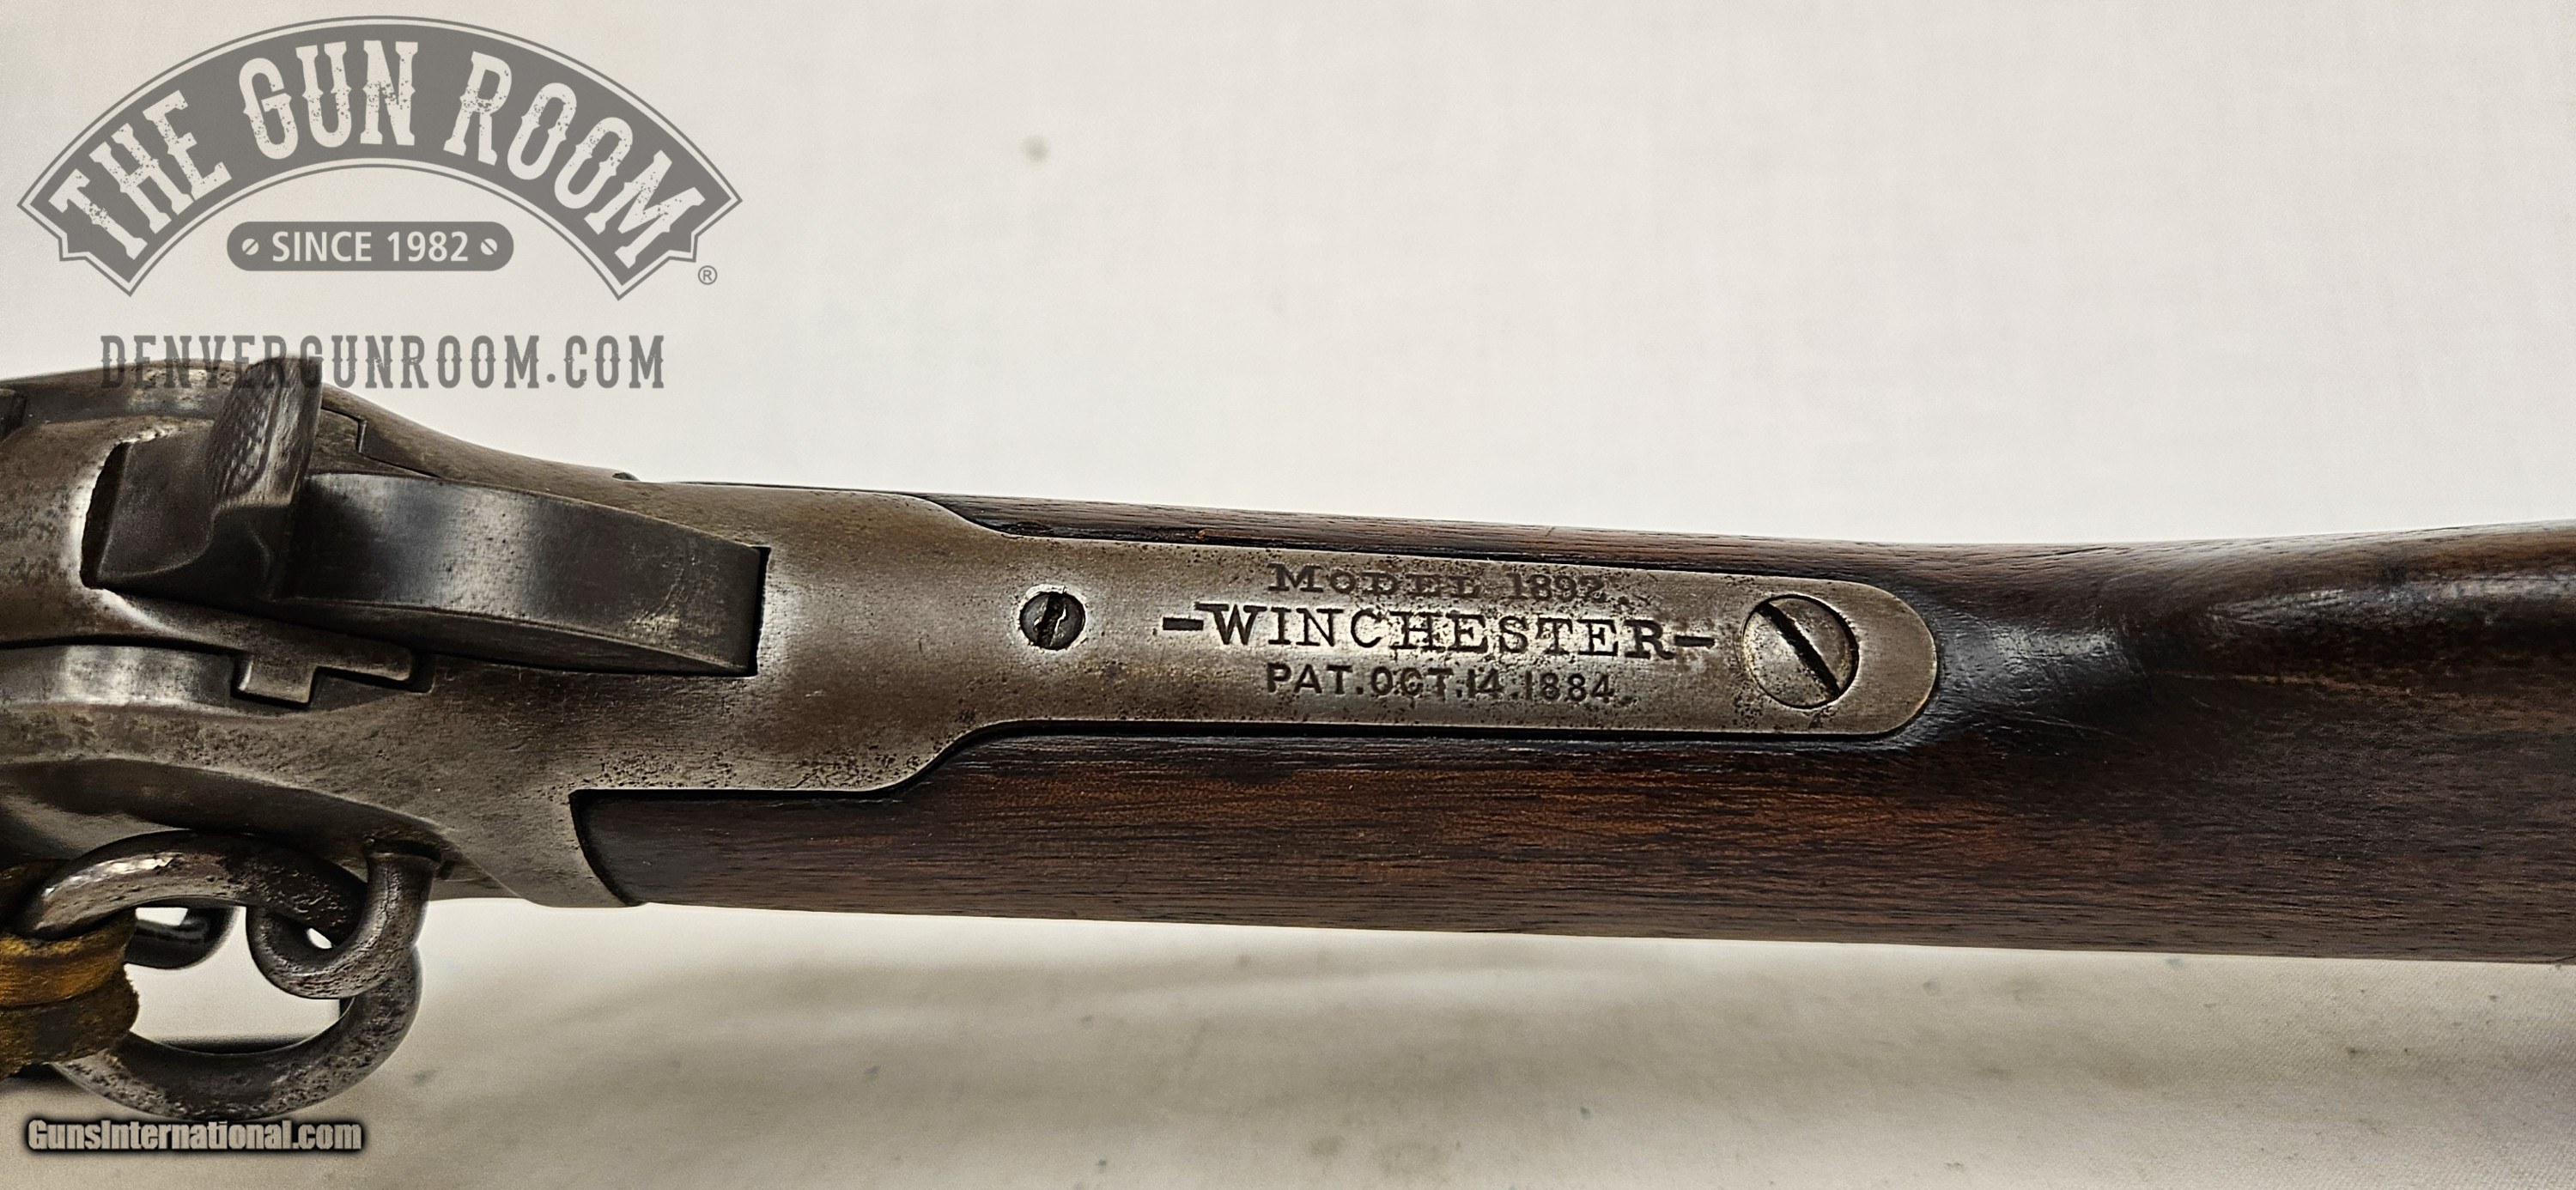 THE GUN ROOM
SINCE 1982
®
DENVERGUNROOM.COM
MODEL 1892.
-WINCHESTER-
PAT.OCT.14.1884.
GunsInternational.com